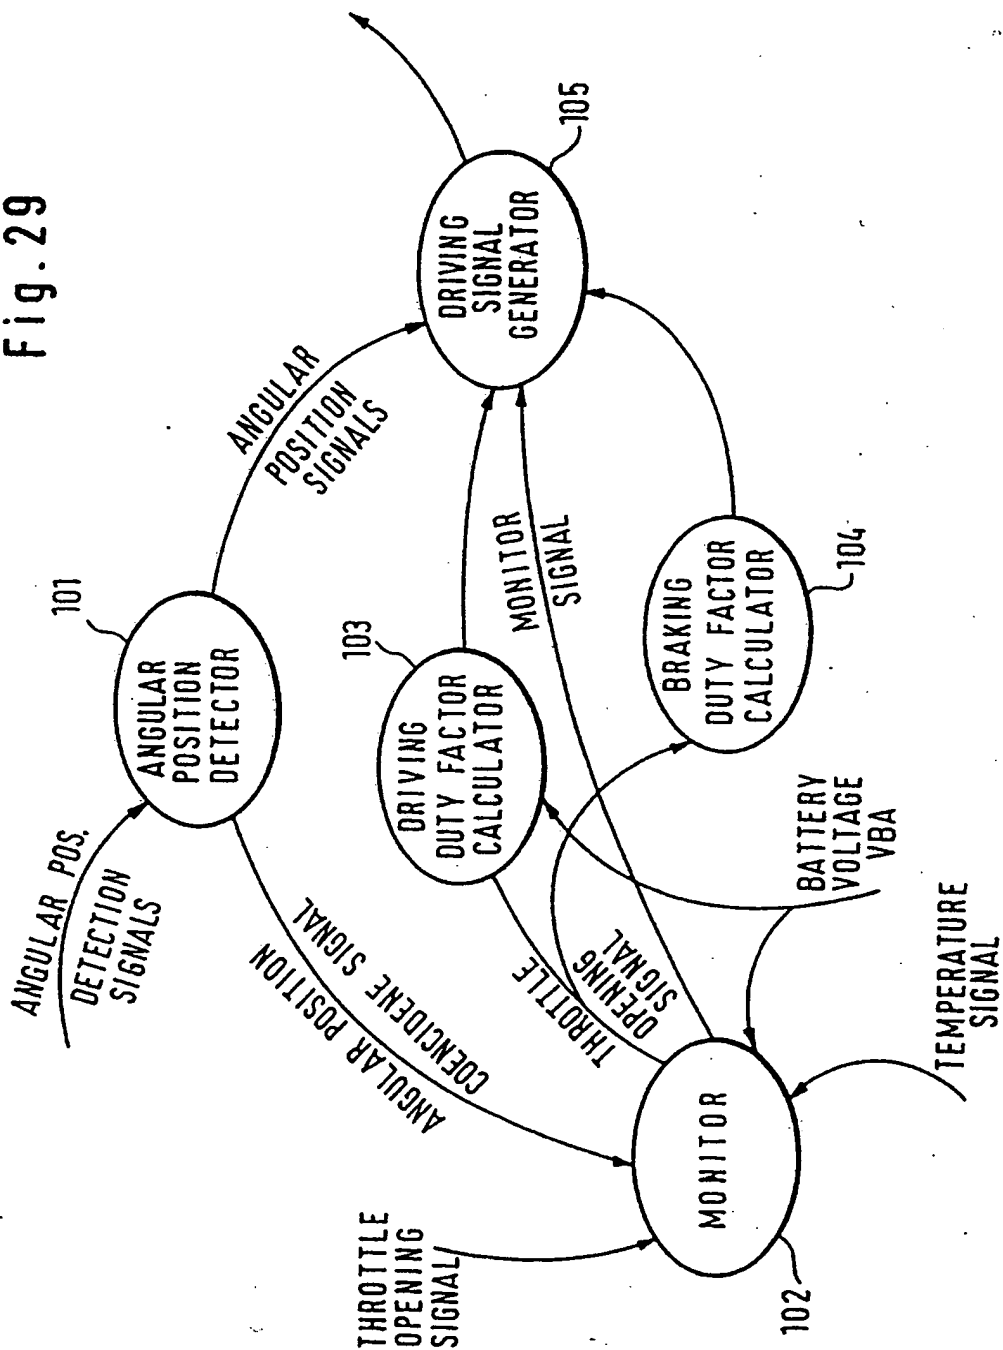 Fig.29
ANGULAR POS.
DETECTION
SIGNALS
101
ANGULAR
POSITION
DETECTOR
ANGULAR
POSITION
SIGNALS
105
DRIVING
SIGNAL
GENERATOR
103
DRIVING
DUTY FACTOR
CALCULATOR
MONITOR
SIGNAL
ANGULAR POSITION
COENCIDENE SIGNAL
THROTTLE
OPENING
SIGNAL
THROTTLE
OPENING
SIGNAL
BRAKING
DUTY FACTOR
CALCULATOR
104
MONITOR
102
BATTERY
VOLTAGE
VBA
TEMPERATURE
SIGNAL